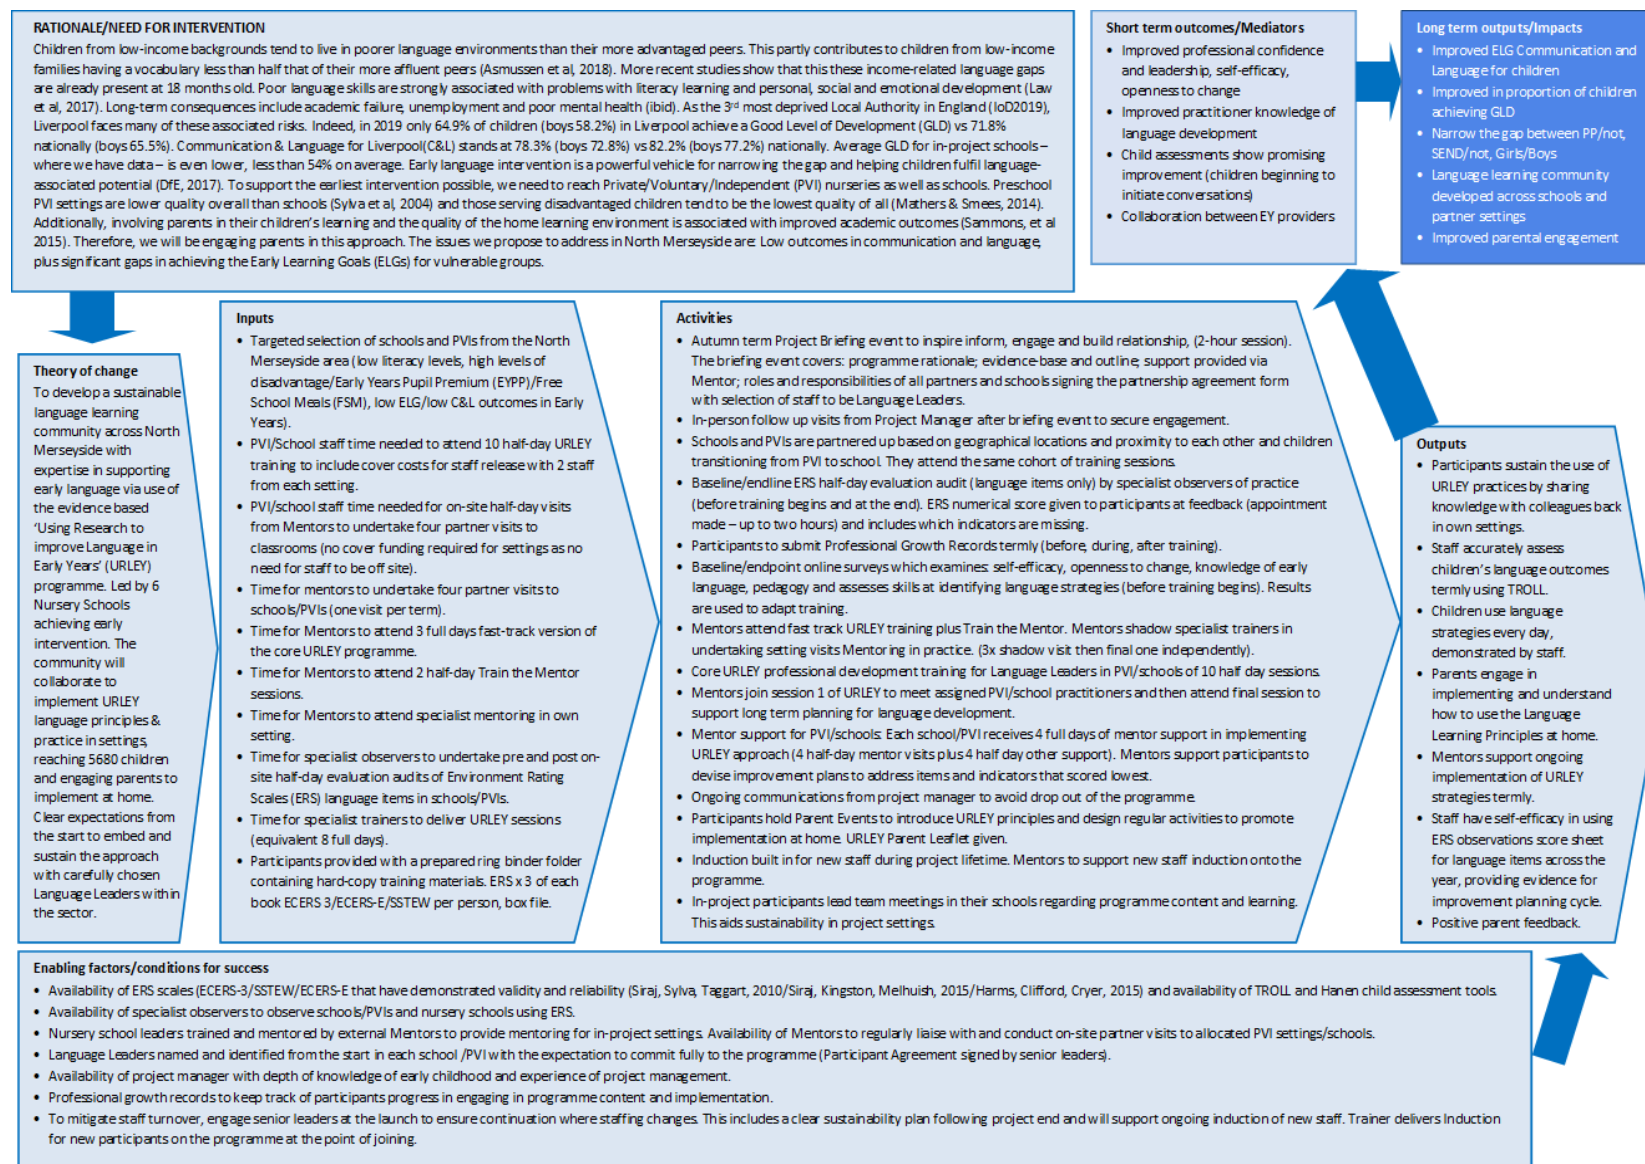 RATIONALE/NEED FOR INTERVENTION
Children from low-income backgrounds tend to live in poorer language environments than their more advantaged peers. This partly contributes to children from low-income
families having a vocabulary less than half that of their more affluent peers (Asmussen et al, 2018). More recent studies show that this these income-related language gaps
are already present at 18 months old. Poor language skills are strongly associated with problems with literacy learning and personal, social and emotional development (Law
et al, 2017). Long-term consequences include academic failure, unemployment and poor mental health (ibid). As the 3rd most deprived Local Authority in England (IoD2019),
Liverpool faces many of these associated risks. Indeed, in 2019 only 64.9% of children (boys 58.2%) in Liverpool achieve a Good Level of Development (GLD) vs 71.8%
nationally (boys 65.5%). Communication & Language for Liverpool(C&L) stands at 78.3% (boys 72.8%) vs 82.2% (boys 77.2%) nationally. Average GLD for in-project schools –
where we have data – is even lower, less than 54% on average. Early language intervention is a powerful vehicle for narrowing the gap and helping children fulfil language-
associated potential (DfE, 2017). To support the earliest intervention possible, we need to reach Private/Voluntary/Independent (PVI) nurseries as well as schools. Preschool
PVI settings are lower quality overall than schools (Sylva et al, 2004) and those serving disadvantaged children tend to be the lowest quality of all (Mathers & Smees, 2014).
Additionally, involving parents in their children's learning and the quality of the home learning environment is associated with improved academic outcomes (Sammons, et al
2015). Therefore, we will be engaging parents in this approach. The issues we propose to address in North Merseyside are: Low outcomes in communication and language,
plus significant gaps in achieving the Early Learning Goals (ELGs) for vulnerable groups.
Short term outcomes/Mediators
• Improved professional confidence
and leadership, self-efficacy,
openness to change
• Improved practitioner knowledge of
language development
• Child assessments show promising
improvement (children beginning to
initiate conversations)
• Collaboration between EY providers
Long term outputs/Impacts
• Improved ELG Communication and
Language for children
• Improved in proportion of children
achieving GLD
• Narrow the gap between PP/not,
SEND/not, Girls/Boys
• Language learning community
developed across schools and
partner settings
• Improved parental engagement
Theory of change
To develop a sustainable
language learning
community across North
Merseyside with
expertise in supporting
early language via use of
the evidence based
'Using Research to
improve Language in
Early Years' (URLEY)
programme. Led by 6
Nursery Schools
achieving early
intervention. The
community will
collaborate to
implement URLEY
language principles &
practice in settings,
reaching 5680 children
and engaging parents to
implement at home.
Clear expectations from
the start to embed and
sustain the approach
with carefully chosen
Language Leaders within
the sector.
Inputs
• Targeted selection of schools and PVIs from the North
Merseyside area (low literacy levels, high levels of
disadvantage/Early Years Pupil Premium (EYPP)/Free
School Meals (FSM), low ELG/low C&L outcomes in Early
Years).
• PVI/School staff time needed to attend 10 half-day URLEY
training to include cover costs for staff release with 2 staff
from each setting.
• PVI/school staff time needed for on-site half-day visits
from Mentors to undertake four partner visits to
classrooms (no cover funding required for settings as no
need for staff to be off site).
• Time for mentors to undertake four partner visits to
schools/PVIs (one visit per term).
• Time for Mentors to attend 3 full days fast-track version of
the core URLEY programme.
• Time for Mentors to attend 2 half-day Train the Mentor
sessions.
• Time for Mentors to attend specialist mentoring in own
setting.
• Time for specialist observers to undertake pre and post on-
site half-day evaluation audits of Environment Rating
Scales (ERS) language items in schools/PVIs.
• Time for specialist trainers to deliver URLEY sessions
(equivalent 8 full days).
• Participants provided with a prepared ring binder folder
containing hard-copy training materials. ERS x 3 of each
book ECERS 3/ECERS-E/SSTEW per person, box file.
Activities
• Autumn term Project Briefing event to inspire inform, engage and build relationship, (2-hour session).
The briefing event covers: programme rationale; evidence-base and outline; support provided via
Mentor; roles and responsibilities of all partners and schools signing the partnership agreement form
with selection of staff to be Language Leaders.
• In-person follow up visits from Project Manager after briefing event to secure engagement.
• Schools and PVIs are partnered up based on geographical locations and proximity to each other and children
transitioning from PVI to school. They attend the same cohort of training sessions.
• Baseline/endline ERS half-day evaluation audit (language items only) by specialist observers of practice
(before training begins and at the end). ERS numerical score given to participants at feedback (appointment
made – up to two hours) and includes which indicators are missing.
• Participants to submit Professional Growth Records termly (before, during, after training).
• Baseline/endpoint online surveys which examines: self-efficacy, openness to change, knowledge of early
language, pedagogy and assesses skills at identifying language strategies (before training begins). Results
are used to adapt training.
• Mentors attend fast track URLEY training plus Train the Mentor. Mentors shadow specialist trainers in
undertaking setting visits Mentoring in practice. (3x shadow visit then final one independently).
• Core URLEY professional development training for Language Leaders in PVI/schools of 10 half day sessions.
• Mentors join session 1 of URLEY to meet assigned PVI/school practitioners and then attend final session to
support long term planning for language development.
• Mentor support for PVI/schools: Each school/PVI receives 4 full days of mentor support in implementing
URLEY approach (4 half-day mentor visits plus 4 half day other support). Mentors support participants to
devise improvement plans to address items and indicators that scored lowest.
• Ongoing communications from project manager to avoid drop out of the programme.
• Participants hold Parent Events to introduce URLEY principles and design regular activities to promote
implementation at home. URLEY Parent Leaflet given.
• Induction built in for new staff during project lifetime. Mentors to support new staff induction onto the
programme.
• In-project participants lead team meetings in their schools regarding programme content and learning.
This aids sustainability in project settings.
Outputs
• Participants sustain the use of
URLEY practices by sharing
knowledge with colleagues back
in own settings.
• Staff accurately assess
children's language outcomes
termly using TROLL.
• Children use language
strategies every day,
demonstrated by staff.
• Parents engage in
implementing and understand
how to use the Language
Learning Principles at home.
• Mentors support ongoing
implementation of URLEY
strategies termly.
• Staff have self-efficacy in using
ERS observations score sheet
for language items across the
year, providing evidence for
improvement planning cycle.
• Positive parent feedback.
Enabling factors/conditions for success
• Availability of ERS scales (ECERS-3/SSTEW/ECERS-E that have demonstrated validity and reliability (Siraj, Sylva, Taggart, 2010/Siraj, Kingston, Melhuish, 2015/Harms, Clifford, Cryer, 2015) and availability of TROLL and Hanen child assessment tools.
• Availability of specialist observers to observe schools/PVIs and nursery schools using ERS.
• Nursery school leaders trained and mentored by external Mentors to provide mentoring for in-project settings. Availability of Mentors to regularly liaise with and conduct on-site partner visits to allocated PVI settings/schools.
• Language Leaders named and identified from the start in each school /PVI with the expectation to commit fully to the programme (Participant Agreement signed by senior leaders).
• Availability of project manager with depth of knowledge of early childhood and experience of project management.
• Professional growth records to keep track of participants progress in engaging in programme content and implementation.
• To mitigate staff turnover, engage senior leaders at the launch to ensure continuation where staffing changes. This includes a clear sustainability plan following project end and will support ongoing induction of new staff. Trainer delivers Induction
for new participants on the programme at the point of joining.